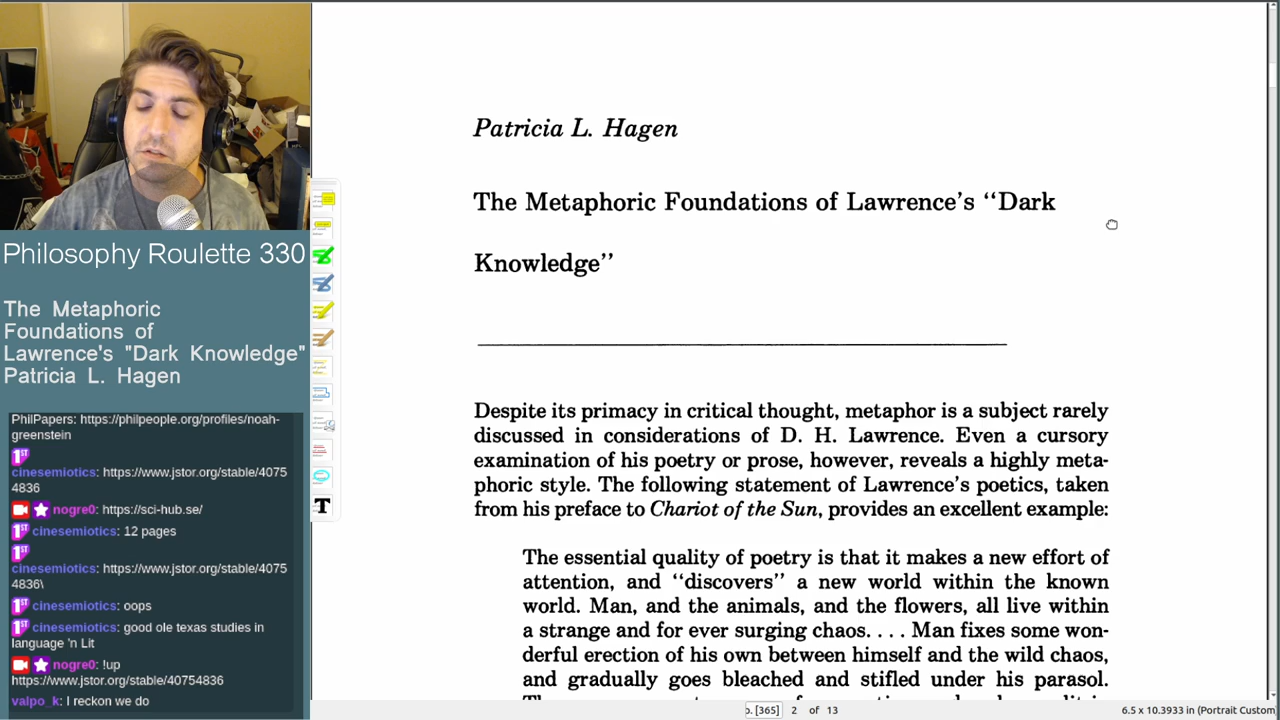 Philosophy Roulette 330
The Metaphoric
Foundations of
Lawrence's "Dark Knowledge"
Patricia L. Hagen
PhilPapers: https://philpeople.org/profiles/noah-
greenstein
cinesemiotics: https://www.jstor.org/stable/4075
4836
nogre0: https://sci-hub.se/
cinesemiotics: 12 pages
cinesemiotics: https://www.jstor.org/stable/4075
4836\
cinesemiotics: oops
cinesemiotics: good ole texas studies in
language 'n Lit
nogre0: !up
https://www.jstor.org/stable/40754836
valpo_k: I reckon we do
T
Patricia L. Hagen
The Metaphoric Foundations of Lawrence's “Dark
Knowledge”
Despite its primacy in critical thought, metaphor is a subject rarely
discussed in considerations of D. H. Lawrence. Even a cursory
examination of his poetry or prose, however, reveals a highly meta-
phoric style. The following statement of Lawrence's poetics, taken
from his preface to Chariot of the Sun, provides an excellent example:
The essential quality of poetry is that it makes a new effort of
attention, and “discovers” a new world within the known
world. Man, and the animals, and the flowers, all live within
a strange and for ever surging chaos. . . . Man fixes some won-
derful erection of his own between himself and the wild chaos,
and gradually goes bleached and stifled under his parasol.
[365] 2 of 13
6.5 x 10.3933 in (Portrait Custom